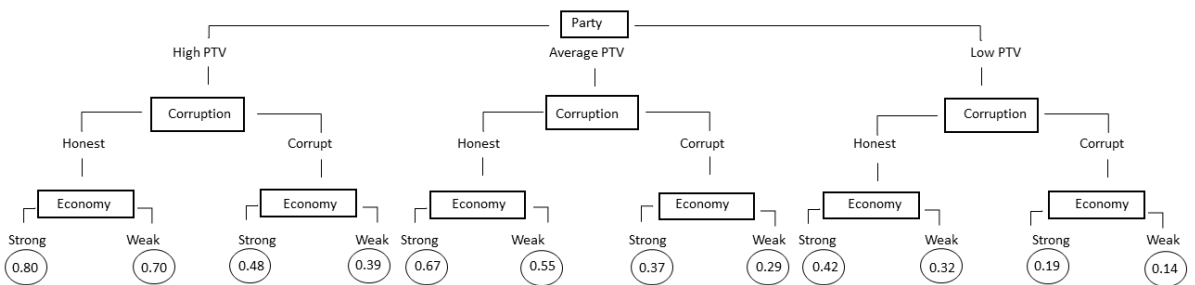 Party
High PTV Average PTV Low PTV
Corruption Corruption Corruption
Honest Corrupt Honest Corrupt Honest Corrupt
Economy Economy Economy Economy Economy Economy
Strong Weak Strong Weak Strong Weak Strong Weak Strong Weak Strong Weak
0.80 0.70 0.48 0.39 0.67 0.55 0.37 0.29 0.42 0.32 0.19 0.14